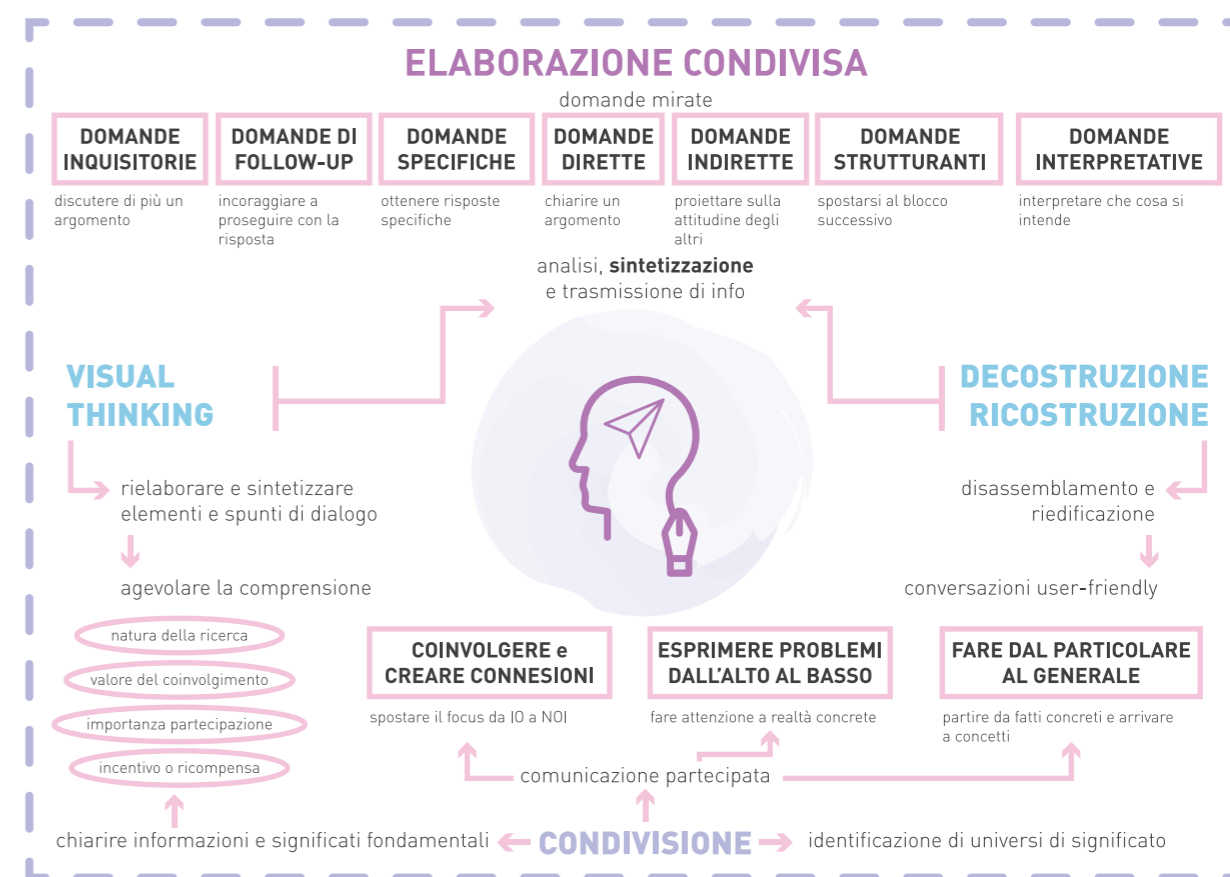 ELABORAZIONE CONDIVISA
domande mirate
DOMANDE
INQUISITORIE
discutere di più un
argomento
DOMANDE DI
FOLLOW-UP
incoraggiare a
proseguire con la
risposta
DOMANDE
SPECIFICHE
ottenere risposte
specifiche
DOMANDE
DIRETTE
chiarire un
argomento
DOMANDE
INDIRETTE
proiettare sulla
attitudine degli
altri
DOMANDE
STRUTTURANTI
spostarsi al blocco
successivo
DOMANDE
INTERPRETATIVE
interpretare che cosa si
intende
analisi, sintetizzazione
e trasmissione di info
VISUAL
THINKING
rielaborare e sintetizzare
elementi e spunti di dialogo
agevolare la comprensione
DECOSTRUZIONE
RICOSTRUZIONE
disassemblamento e
riedificazione
conversazioni user-friendly
natura della ricerca
valore del coinvolgimento
importanza partecipazione
incentivo o ricompensa
COINVOLGERE e
CREARE CONNESIONI
spostare il focus da IO a NOI
ESPRIMERE PROBLEMI
DALL'ALTO AL BASSO
fare attenzione a realtà concrete
FARE DAL PARTICOLARE
AL GENERALE
partire da fatti concreti e arrivare
a concetti
comunicazione partecipata
chiarire informazioni e significati fondamentali
CONDIVISIONE
identificazione di universi di significato